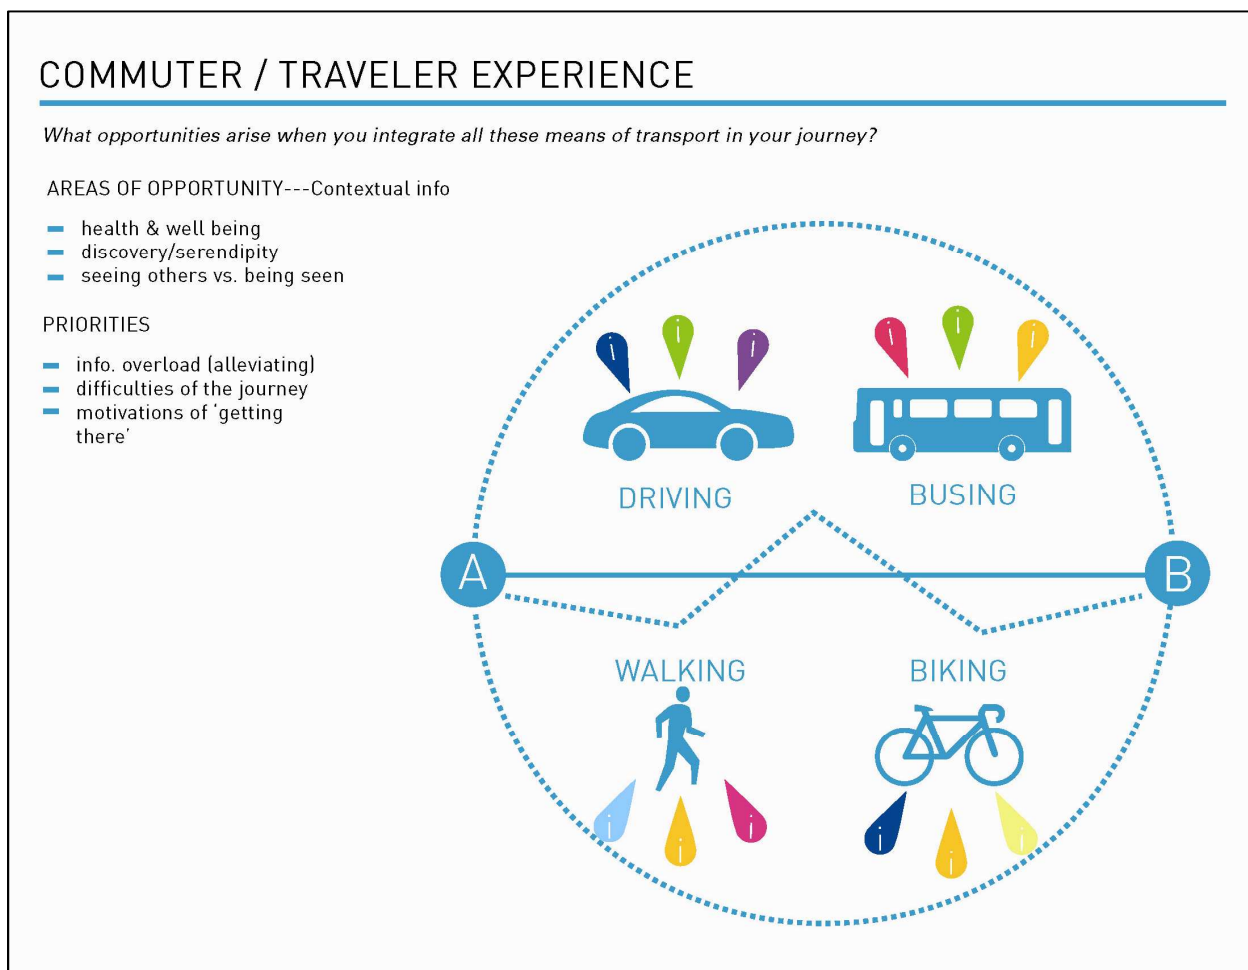 COMMUTER / TRAVELER EXPERIENCE
What opportunities arise when you integrate all these means of transport in your journey?
AREAS OF OPPORTUNITY---Contextual info
health & well being
discovery/serendipity
seeing others vs. being seen
PRIORITIES
info. overload (alleviating)
difficulties of the journey
motivations of 'getting
there'
i i i i i i
DRIVING BUSING
A B
WALKING BIKING
i i i i i i